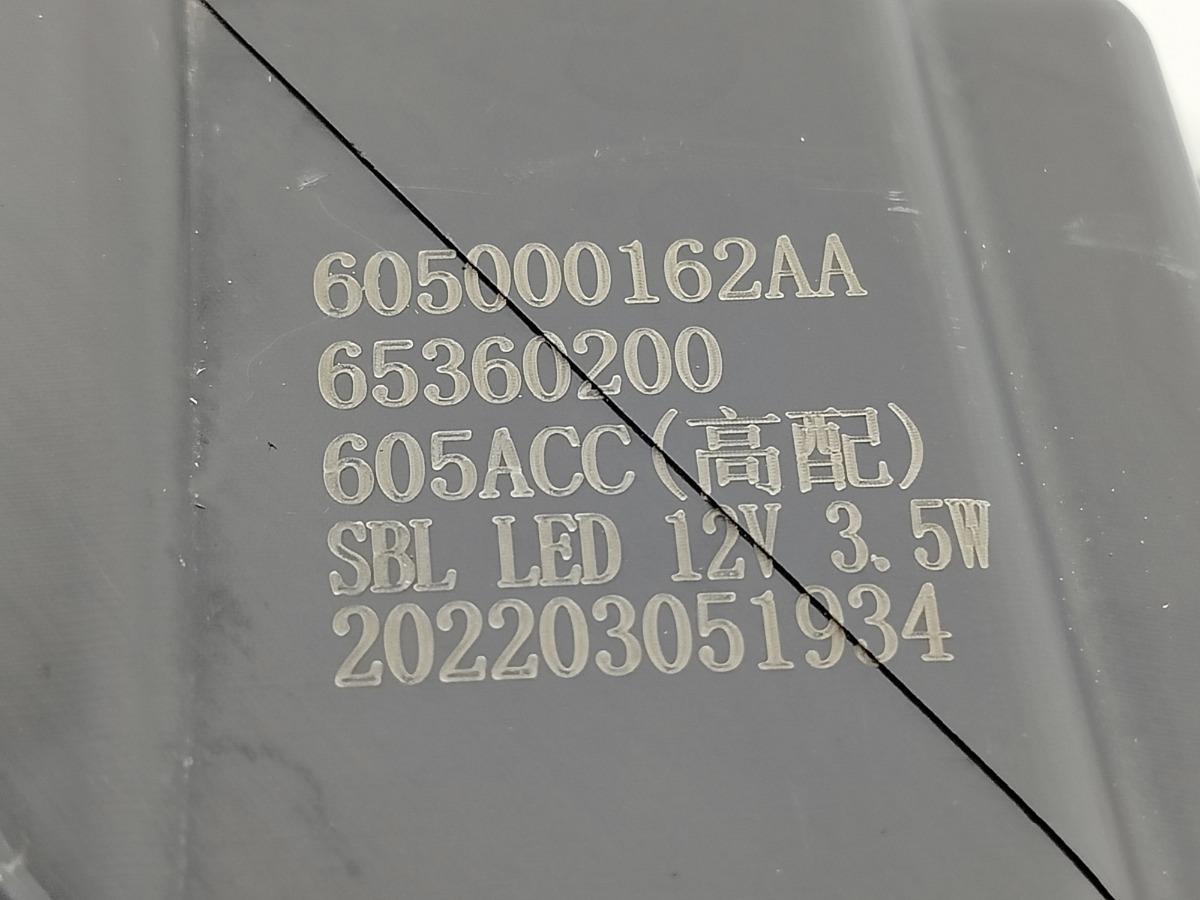 605000162AA
65360200
605ACC(高配)
SBL LED 12V 3.5W
202203051934